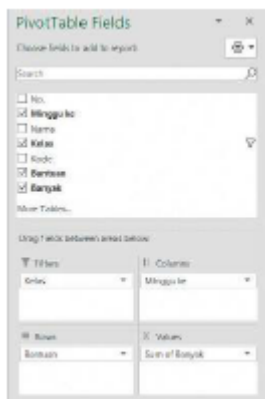 PivotTable Fields
Choose fields to add to report:
Search
No.
Minggu ke
Nama
Kelas
Kode
Bantuan
Banyak
More Tables...
Drag fields between areas below:
Filters
Columns
Kelas
Minggu ke
Rows
Values
Bantuan
Sum of Banyak